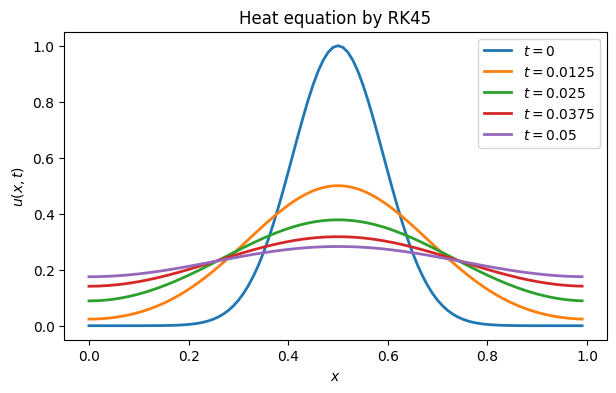 Heat equation by RK45
u(x, t)
1.0
0.8
0.6
0.4
0.2
0.0
t = 0
t = 0.0125
t = 0.025
t = 0.0375
t = 0.05
0.0 0.2 0.4 0.6 0.8 1.0
x